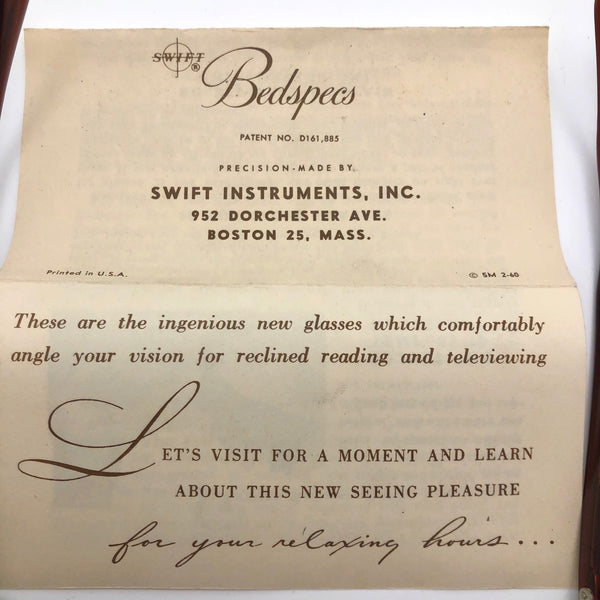 SWIFT ®
Bedspecs
PATENT NO. D161,885
PRECISION-MADE BY
SWIFT INSTRUMENTS, INC.
952 DORCHESTER AVE.
BOSTON 25, MASS.
Printed in U.S.A. © SM 2-60
These are the ingenious new glasses which comfortably
angle your vision for reclined reading and televiewing
LET'S VISIT FOR A MOMENT AND LEARN
ABOUT THIS NEW SEEING PLEASURE
for your relaxing hours...